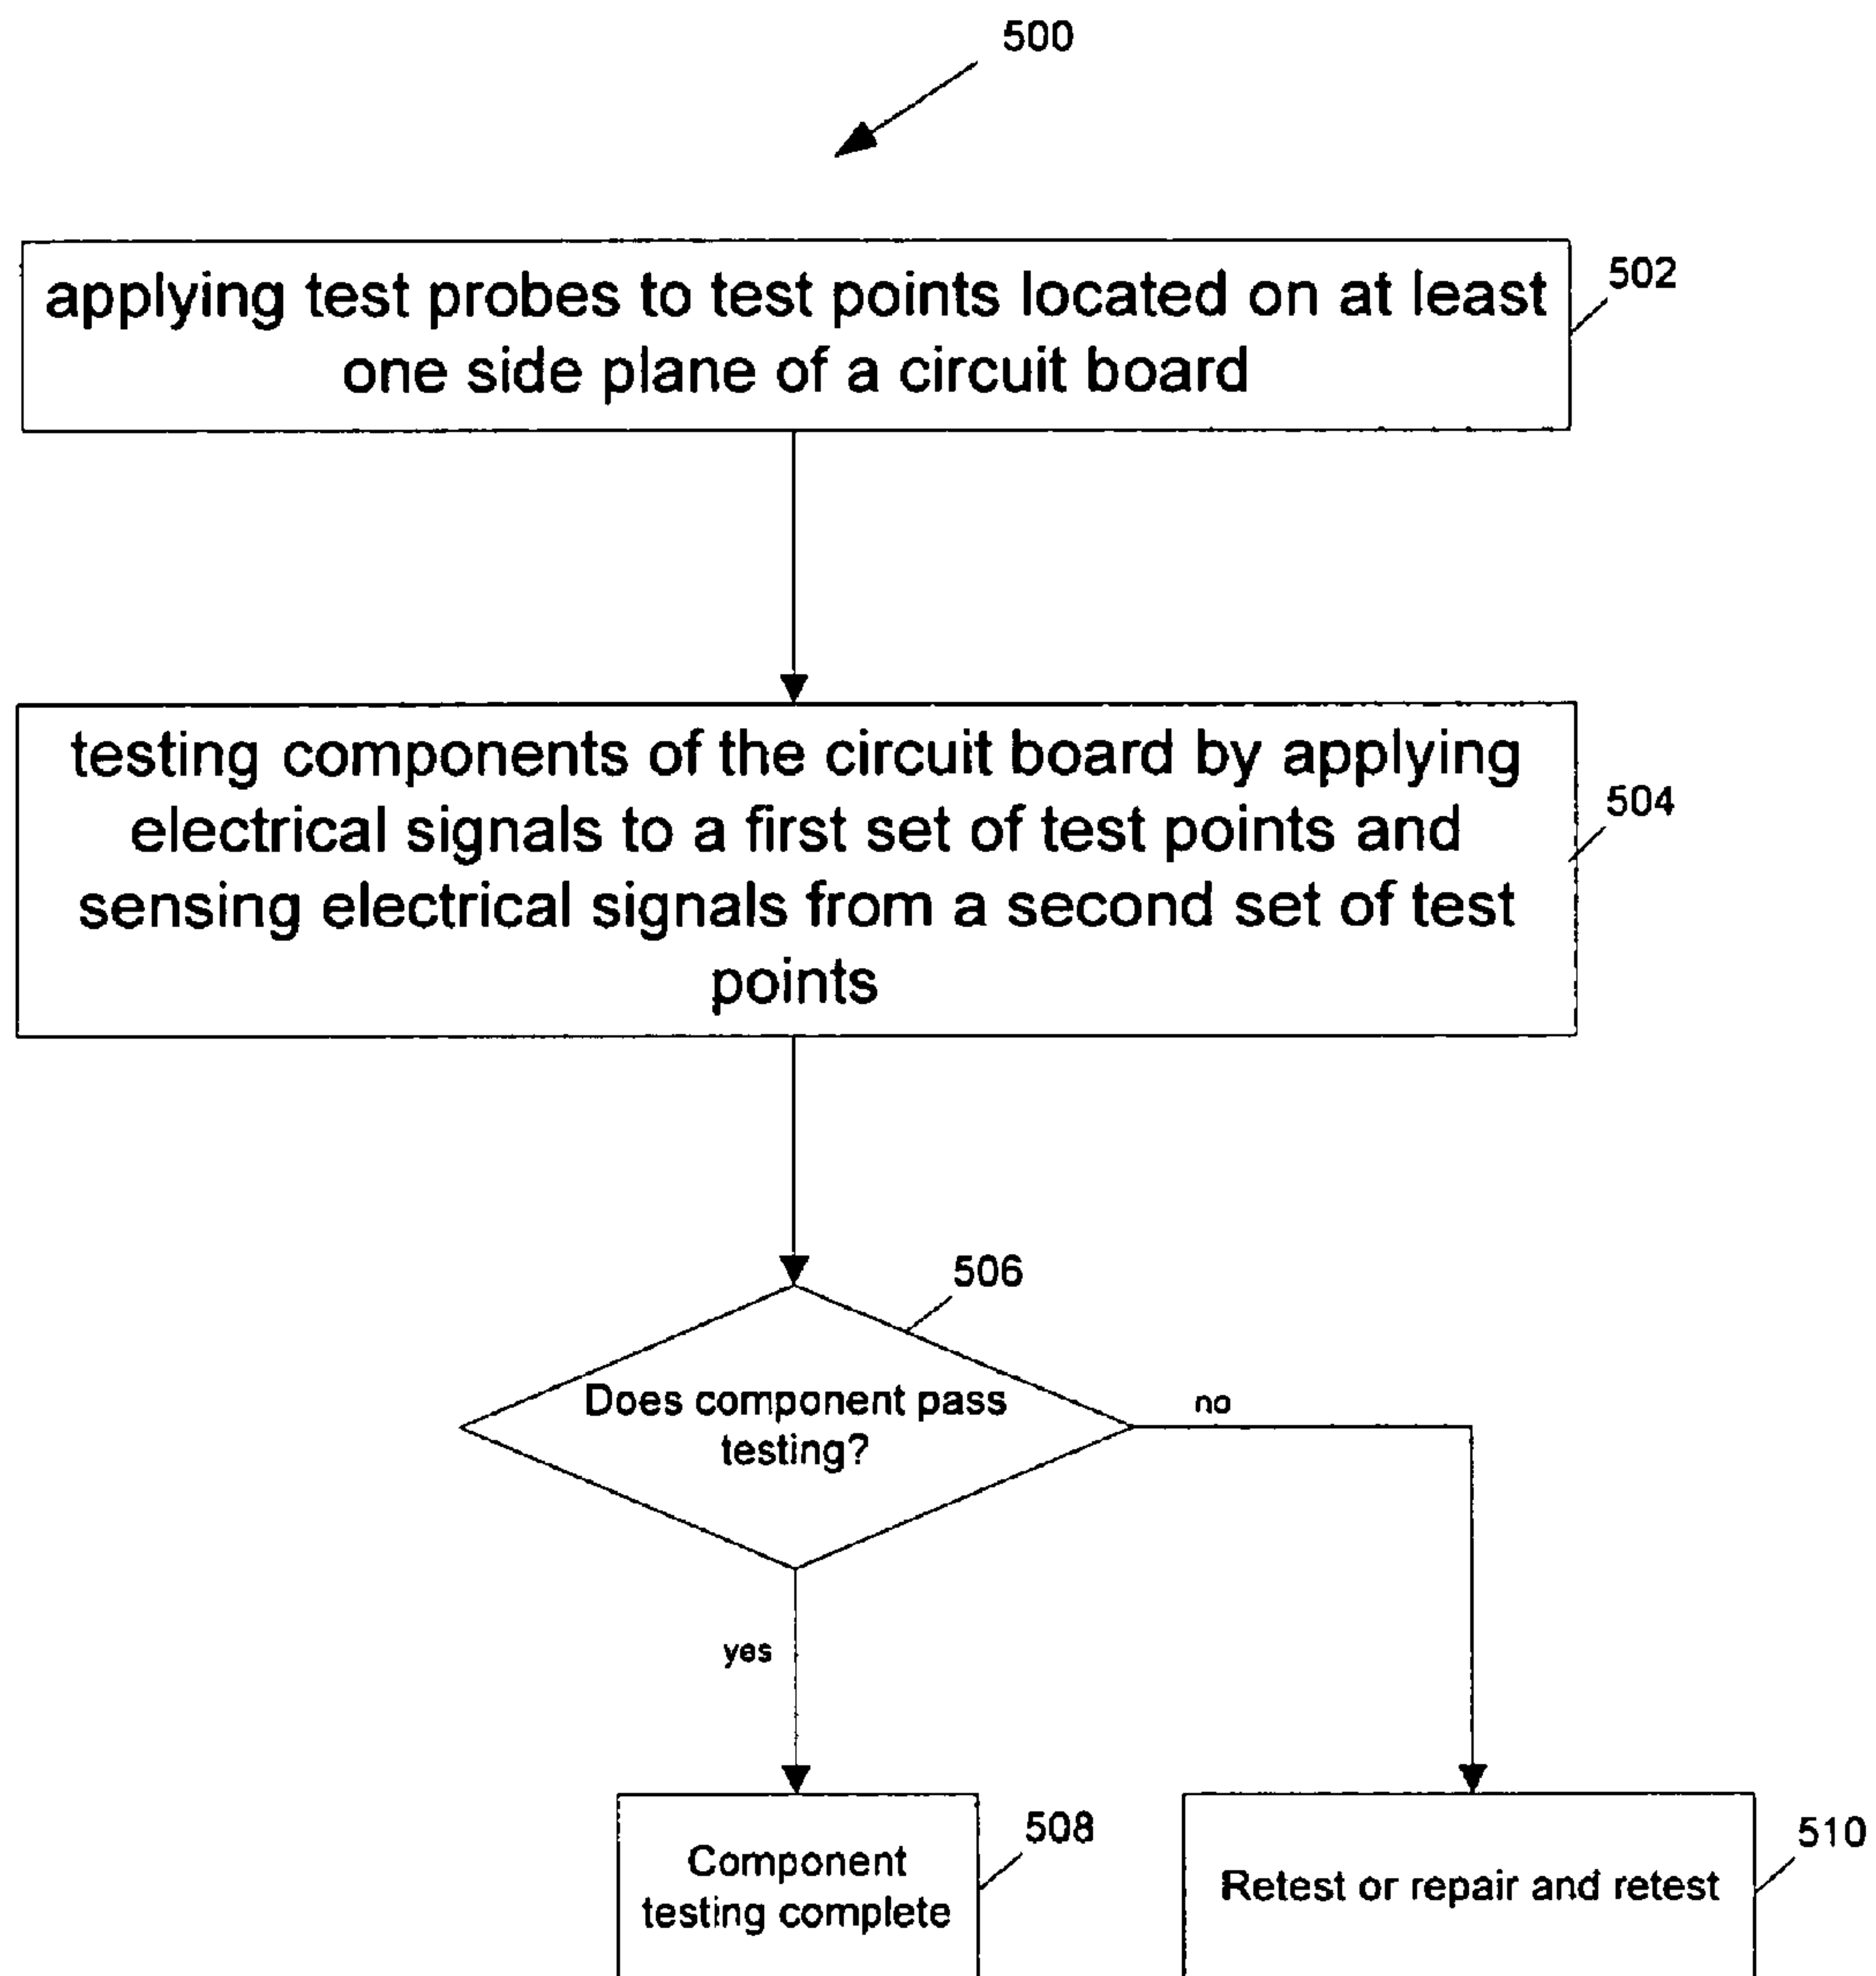 500
applying test probes to test points located on at least
one side plane of a circuit board
502
testing components of the circuit board by applying
electrical signals to a first set of test points and
sensing electrical signals from a second set of test
points
504
506
Does component pass
testing?
no
yes
Component
testing complete
508
Retest or repair and retest
510